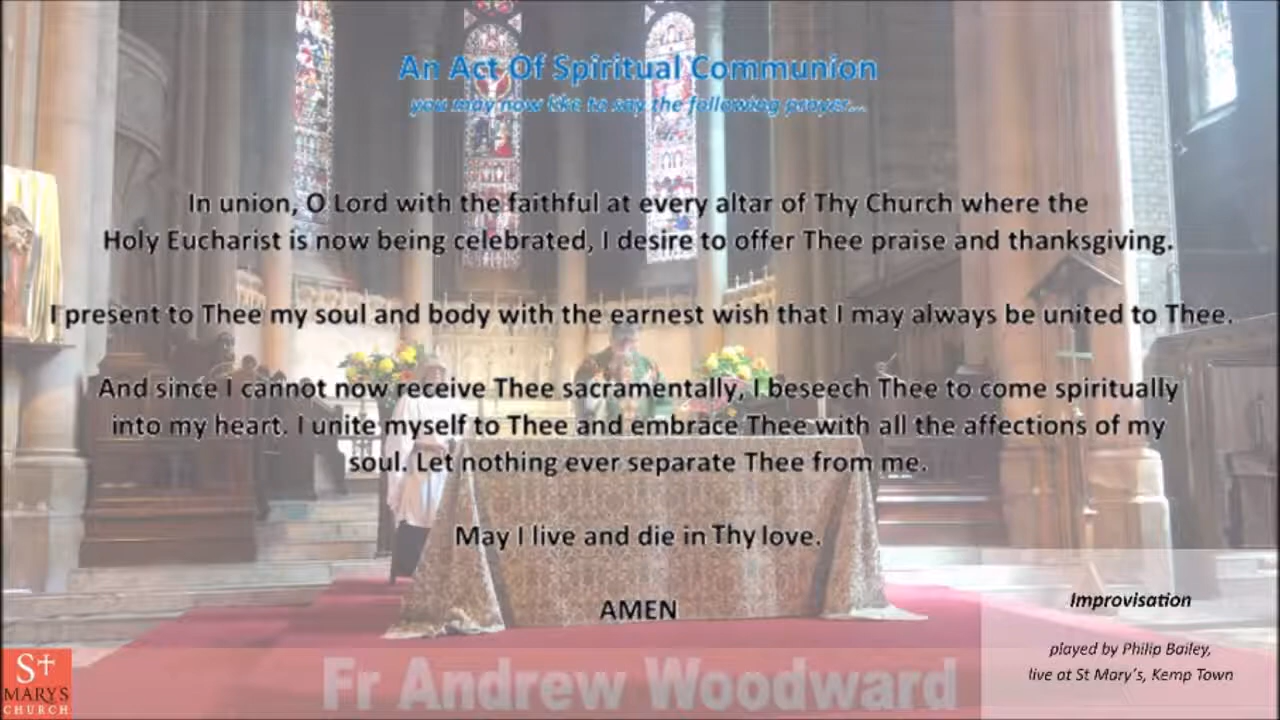 An Act Of Spiritual Communion
you may now like to say the following prayer...
In union, O Lord with the faithful at every altar of Thy Church where the
Holy Eucharist is now being celebrated, I desire to offer Thee praise and thanksgiving.
I present to Thee my soul and body with the earnest wish that I may always be united to Thee.
And since I cannot now receive Thee sacramentally, I beseech Thee to come spiritually
into my heart. I unite myself to Thee and embrace Thee with all the affections of my
soul. Let nothing ever separate Thee from me.
May I live and die in Thy love.
AMEN
Improvisation
played by Philip Bailey,
live at St Mary's, Kemp Town
Fr Andrew Woodward
St
MARYS
CHURCH